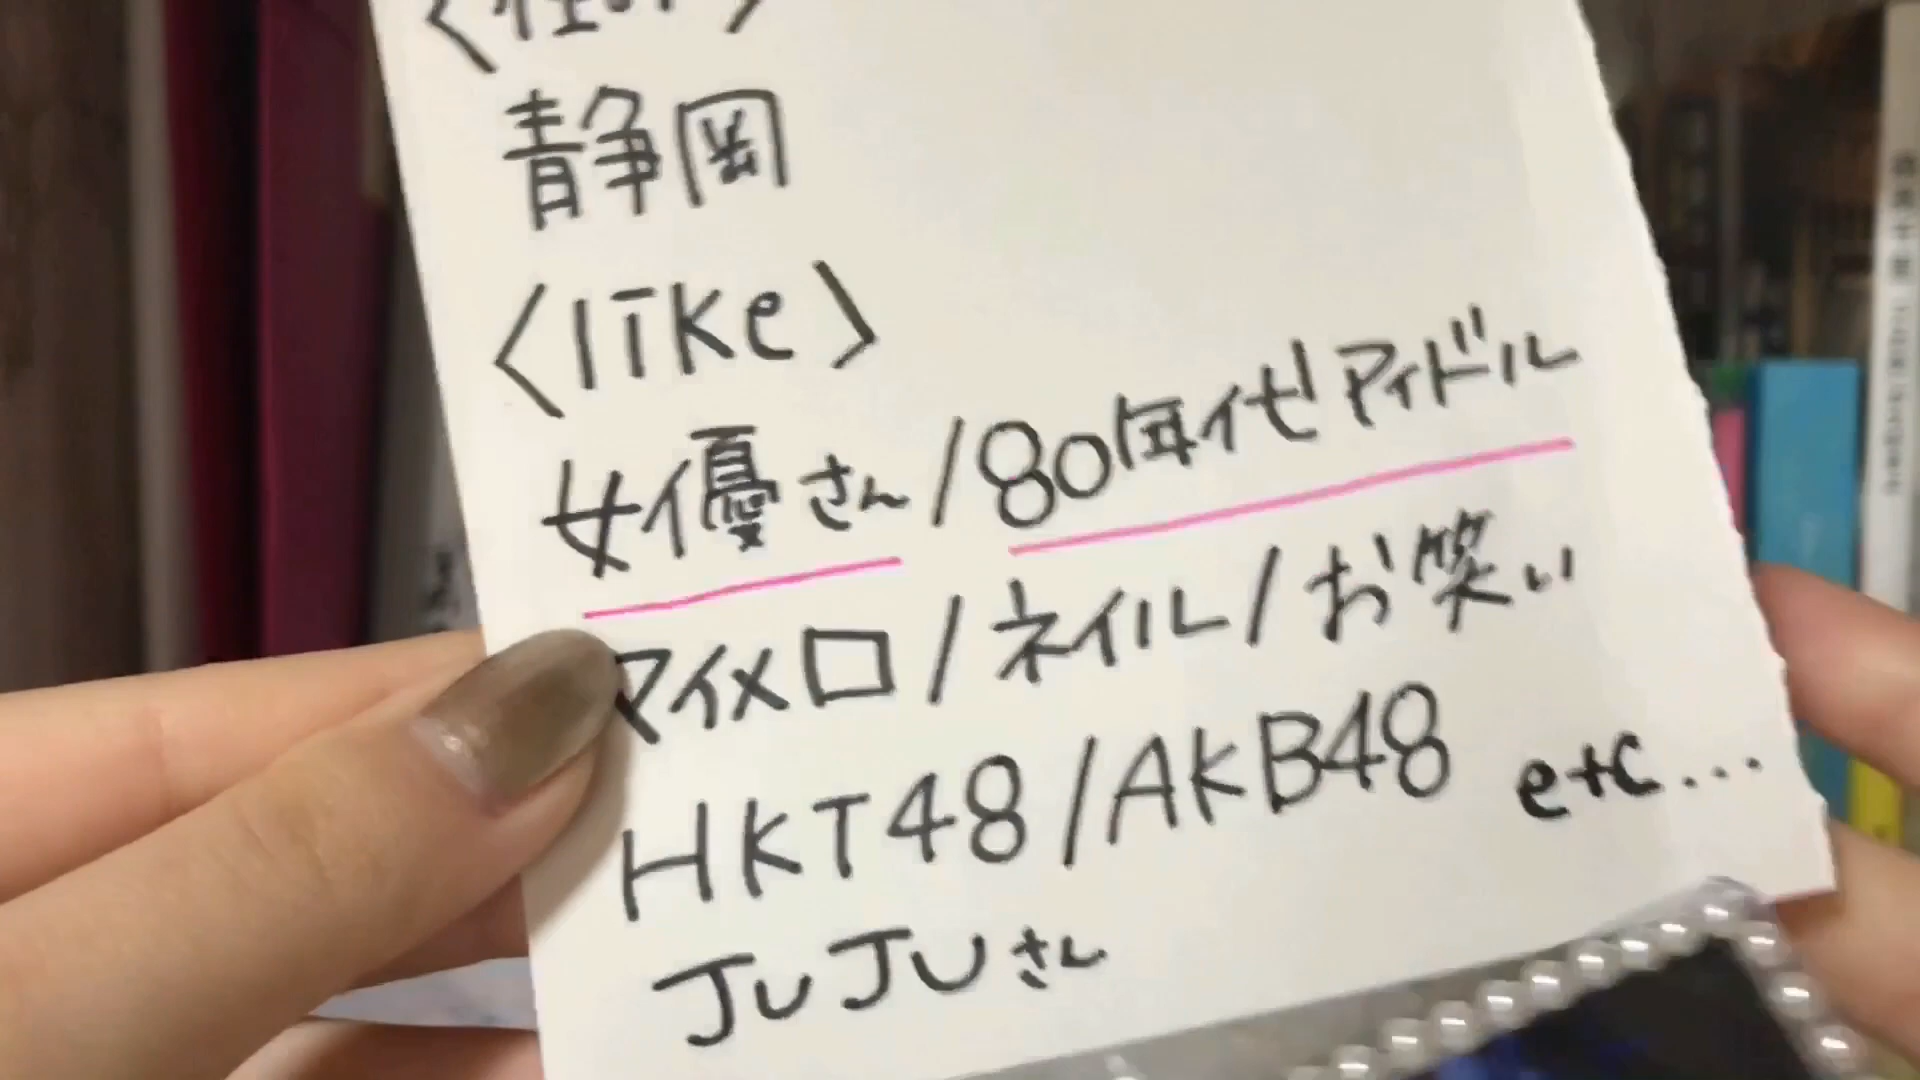 静岡
<like>
女優さん/80年代アイドル
マイメロ/ネイル/お笑い
HKT48/AKB48 etc...
JUJUさん